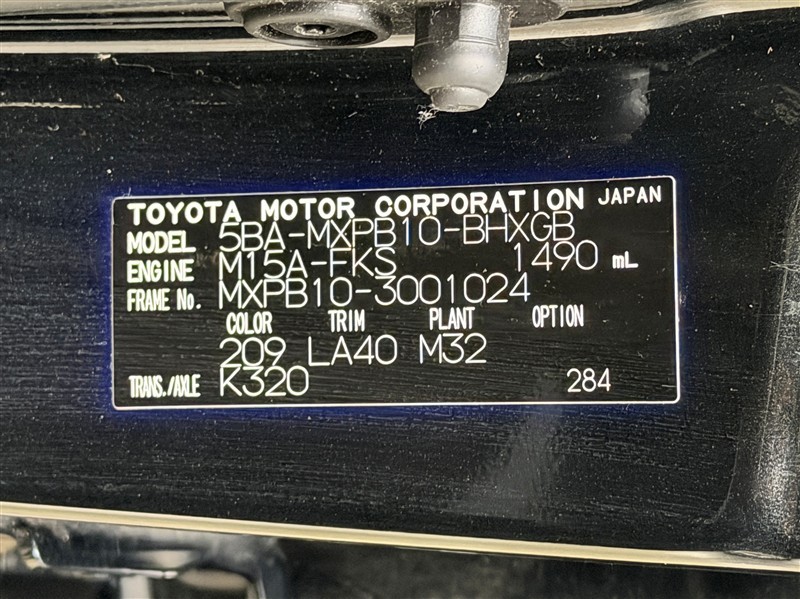 TOYOTA MOTOR CORPORATION JAPAN
MODEL 5BA-MXPB10-BHXGB
ENGINE M15A-FKS 1490 mL
FRAME No. MXPB10-3001024
COLOR TRIM PLANT OPTION
209 LA40 M32
TRANS./AXLE K320 284